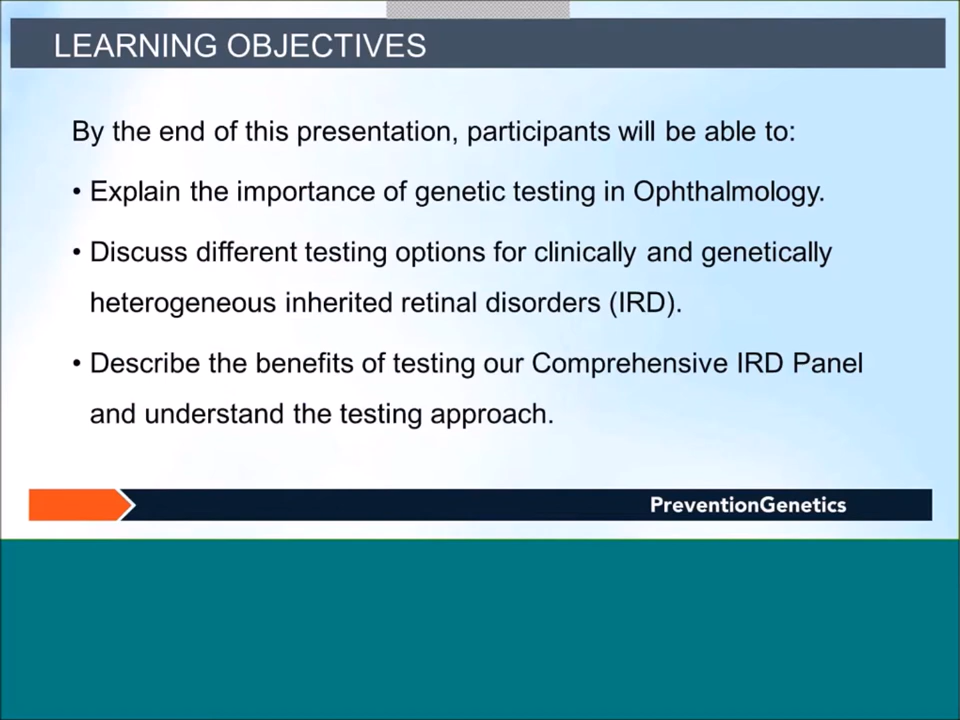 LEARNING OBJECTIVES
By the end of this presentation, participants will be able to:
• Explain the importance of genetic testing in Ophthalmology.
• Discuss different testing options for clinically and genetically
heterogeneous inherited retinal disorders (IRD).
• Describe the benefits of testing our Comprehensive IRD Panel
and understand the testing approach.
PreventionGenetics